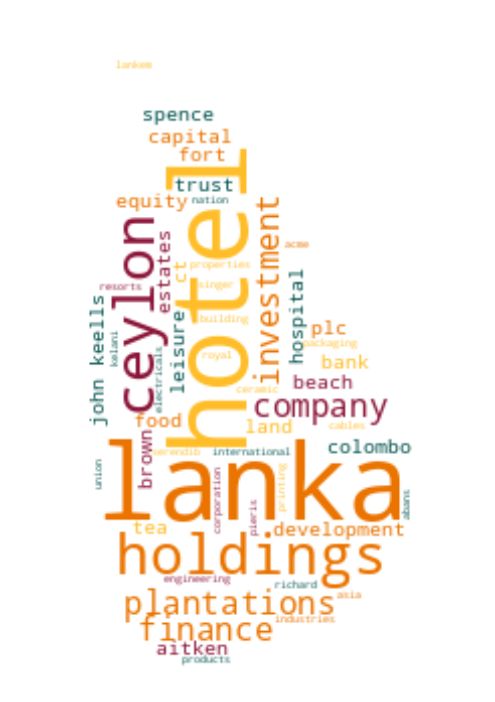 lankem
spence
capital
fort
trust
equity
nation
hotel
ceylon
estates
investment
acme
ct
properties
resorts
singer
hospital
john keells
leisure
building
plc
kelani
electricals
royal
packaging
bank
beach
ceramic
company
food
land
cables
brown
colombo
serendib
international
lanka
union
corporation
printing
abans
pieris
tea
development
holdings
engineering
richard
asia
plantations
industries
finance
aitken
products